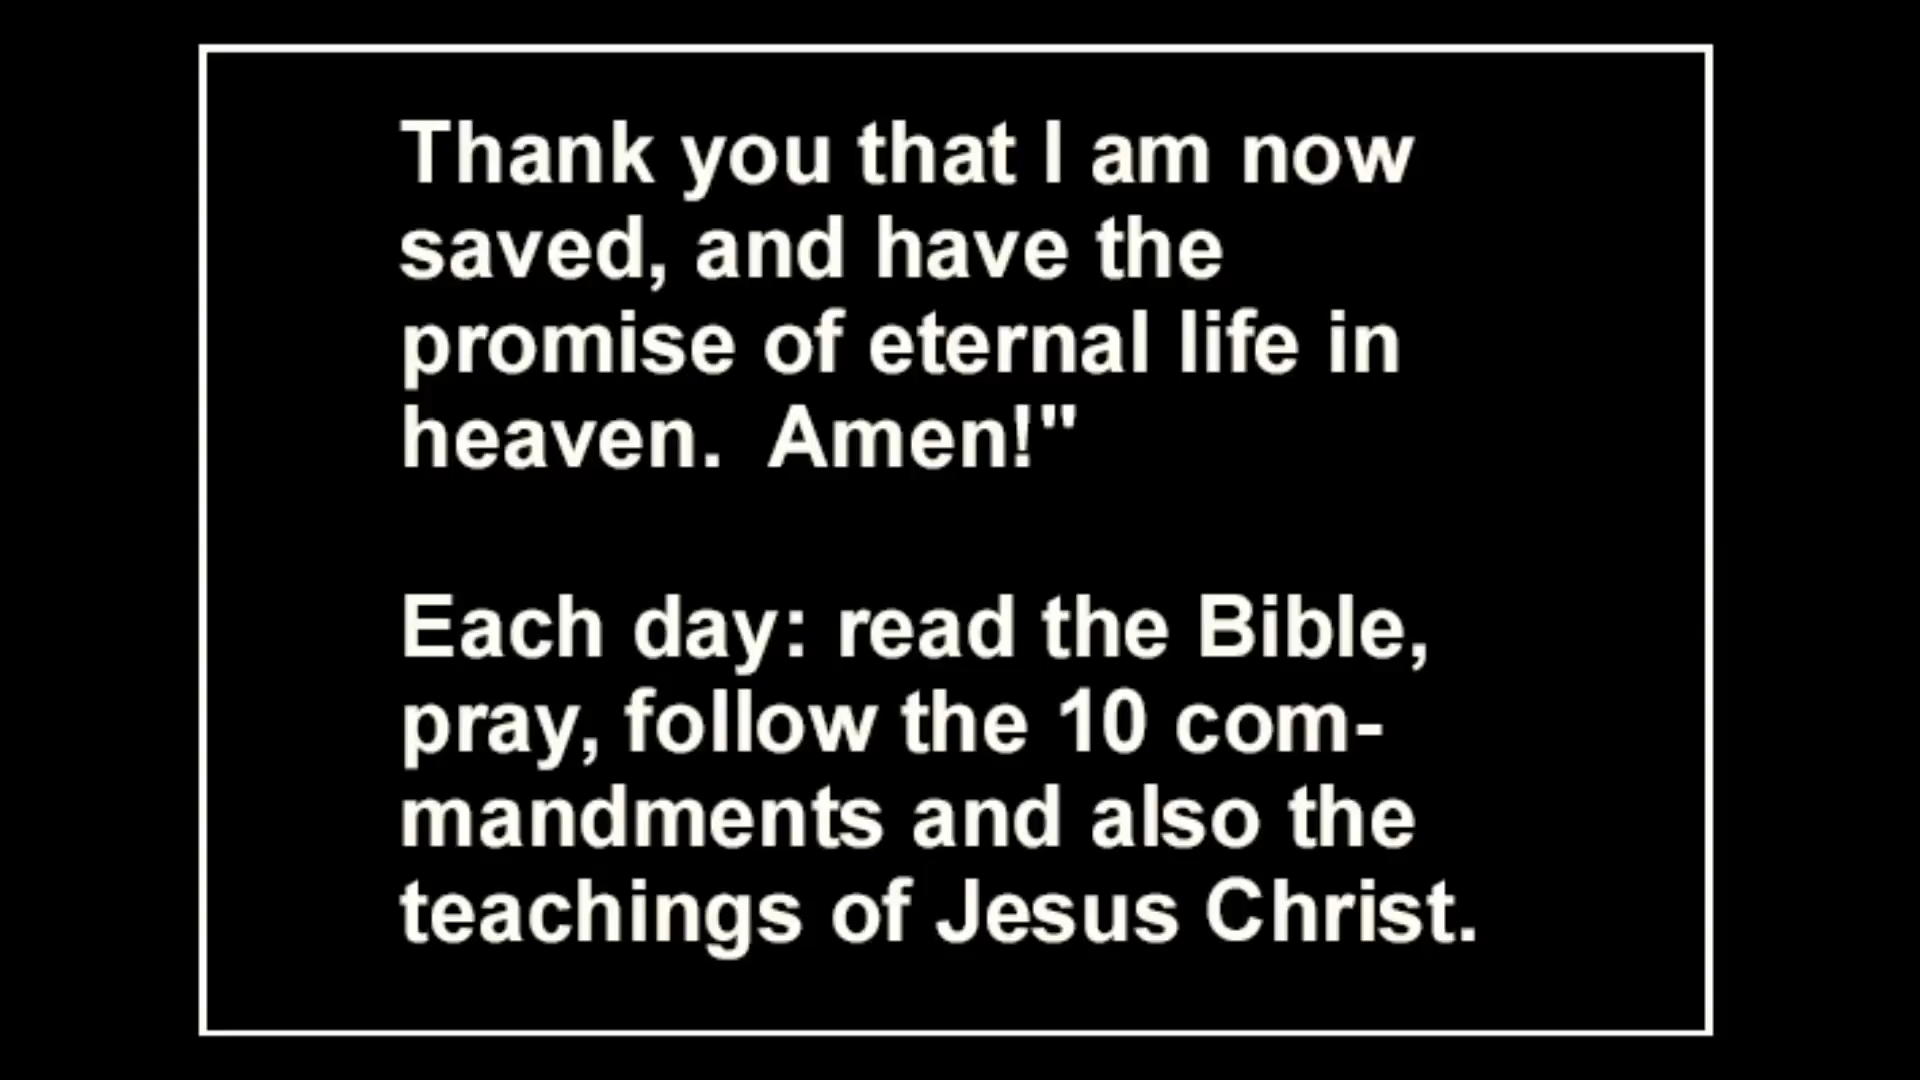 Thank you that I am now
saved, and have the
promise of eternal life in
heaven.  Amen!"
Each day: read the Bible,
pray, follow the 10 com-
mandments and also the
teachings of Jesus Christ.